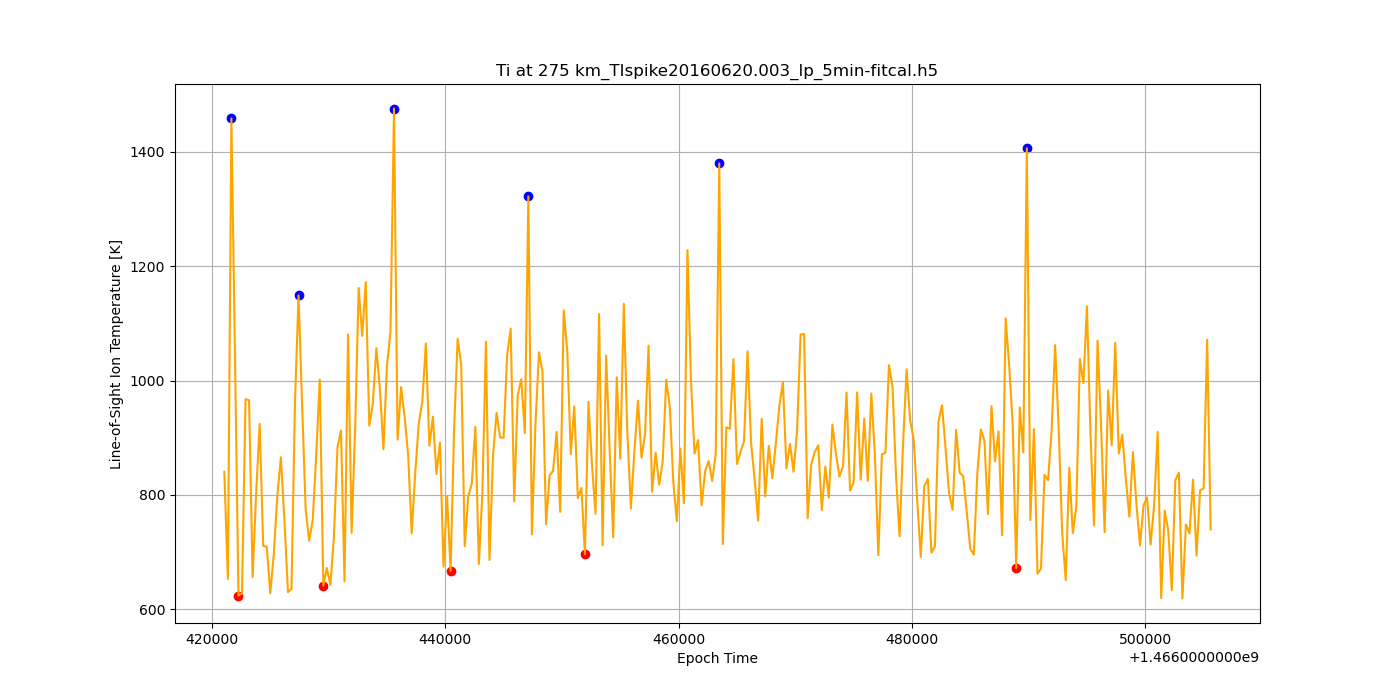 Ti at 275 km_TIspike20160620.003_lp_5min-fitcal.h5
Line-of-Sight Ion Temperature [K]
1400
1200
1000
800
600
420000 440000 460000 480000 500000
Epoch Time
+1.4660000000e9